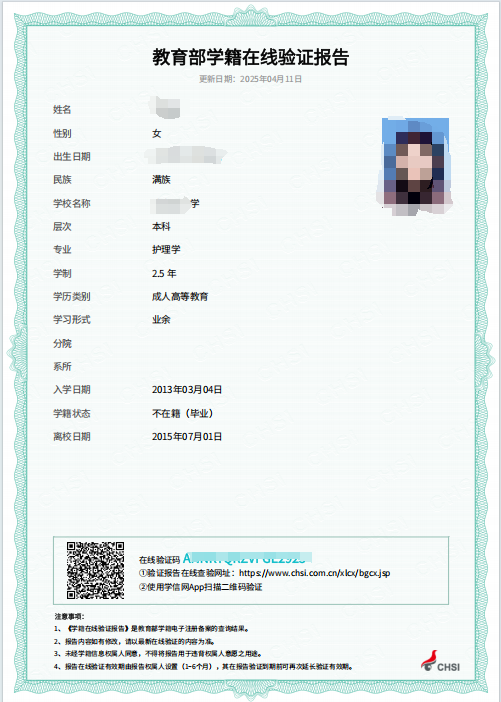 教育部学籍在线验证报告
更新日期：2025年04月11日
姓名
性别 女
出生日期
民族 满族
学校名称 学
层次 本科
专业 护理学
学制 2.5 年
学历类别 成人高等教育
学习形式 业余
分院
系所
入学日期 2013年03月04日
学籍状态 不在籍（毕业）
离校日期 2015年07月01日
在线验证码
①验证报告在线查验网址：https://www.chsi.com.cn/xlcx/bgcx.jsp
②使用学信网App扫描二维码验证
注意事项：
1、《学籍在线验证报告》是教育部学籍电子注册备案的查询结果。
2、报告内容如有修改，请以最新在线验证的内容为准。
3、未经学籍信息权属人同意，不得将报告用于违背权属人意愿之用途。
4、报告在线验证有效期由报告权属人设置（1~6个月），其在报告验证到期前可再次延长验证有效期。
CHSI